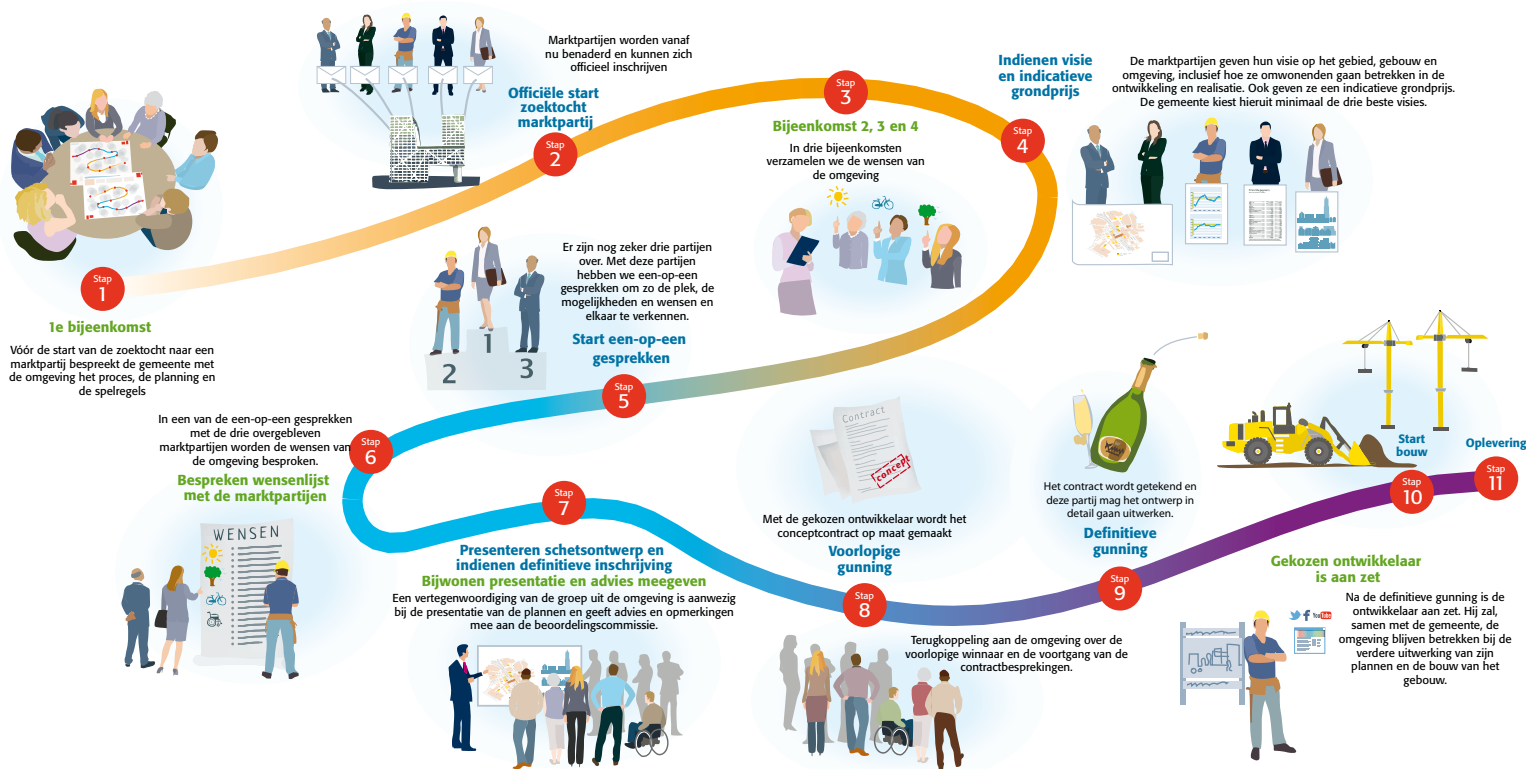 Stap
1
1e bijeenkomst
Vóór de start van de zoektocht naar een
marktpartij bespreekt de gemeente met
de omgeving het proces, de planning en
de spelregels
Marktpartijen worden vanaf
nu benaderd en kunnen zich
officieel inschrijven
Officiële start
zoektocht
marktpartij
Stap
2
Stap
3
Bijeenkomst 2, 3 en 4
In drie bijeenkomsten
verzamelen we de wensen van
de omgeving
Indienen visie
en indicatieve
grondprijs
Stap
4
De marktpartijen geven hun visie op het gebied, gebouw en
omgeving, inclusief hoe ze omwonenden gaan betrekken in de
ontwikkeling en realisatie. Ook geven ze een indicatieve grondprijs.
De gemeente kiest hieruit minimaal de drie beste visies.
Er zijn nog zeker drie partijen
over. Met deze partijen
hebben we een-op-een
gesprekken om zo de plek, de
mogelijkheden en wensen en
elkaar te verkennen.
Start een-op-een
gesprekken
2
1
3
Stap
5
In een van de een-op-een gesprekken
met de drie overgebleven
marktpartijen worden de wensen van
de omgeving besproken.
Bespreken wensenlijst
met de marktpartijen
Stap
6
WENSEN
Stap
7
Presenteren schetsontwerp en
indienen definitieve inschrijving
Bijwonen presentatie en advies meegeven
Een vertegenwoordiging van de groep uit de omgeving is aanwezig
bij de presentatie van de plannen en geeft advies en opmerkingen
mee aan de beoordelingscommissie.
Contract
concept
Met de gekozen ontwikkelaar wordt het
conceptcontract op maat gemaakt
Voorlopige
gunning
Stap
8
Terugkoppeling aan de omgeving over de
voorlopige winnaar en de voortgang van de
contractbesprekingen.
Het contract wordt getekend en
deze partij mag het ontwerp in
detail gaan uitwerken.
Definitieve
gunning
Stap
9
Start
bouw
Stap
10
Oplevering
Stap
11
Gekozen ontwikkelaar
is aan zet
Na de definitieve gunning is de
ontwikkelaar aan zet. Hij zal,
samen met de gemeente, de
omgeving blijven betrekken bij de
verdere uitwerking van zijn
plannen en de bouw van het
gebouw.
YouTube